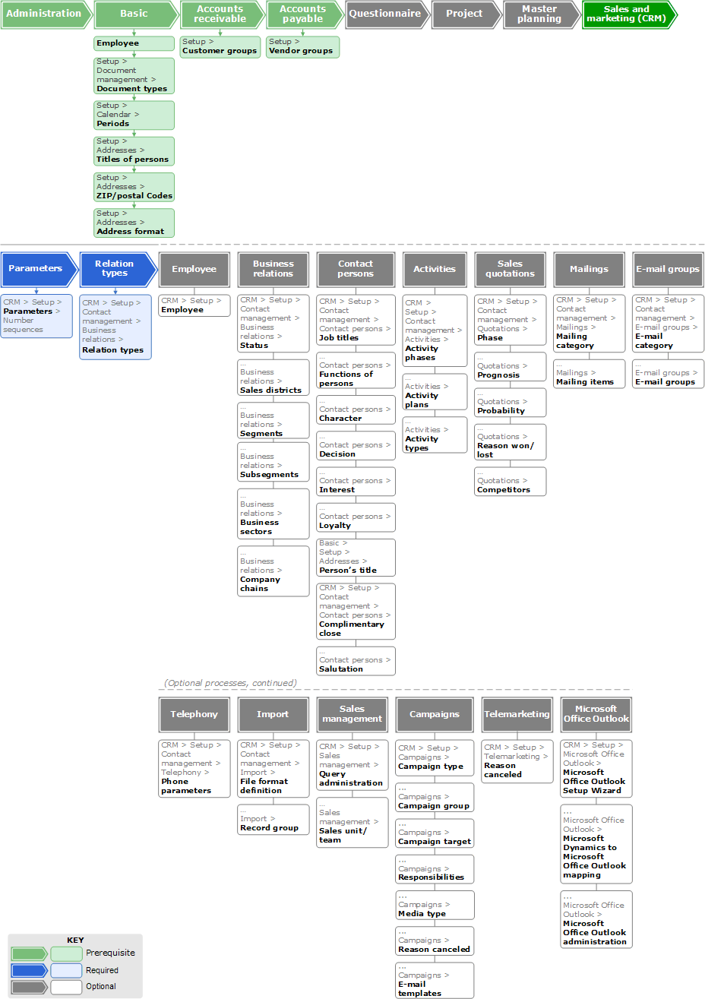 Administration
Basic
Accounts
receivable
Accounts
payable
Questionnaire
Project
Master
planning
Sales and
marketing (CRM)
Employee
Setup >
Document
management >
Document types
Setup >
Calendar >
Periods
Setup >
Addresses >
Titles of persons
Setup >
Addresses >
ZIP/postal Codes
Setup >
Addresses >
Address format
Setup >
Customer groups
Setup >
Vendor groups
Parameters
CRM > Setup >
Parameters >
Number
sequences
Relation
types
CRM > Setup >
Contact
management >
Business
relations >
Relation types
Employee
CRM > Setup >
Employee
Business
relations
CRM > Setup >
Contact
management >
Business
relations >
Status
...
Business
relations >
Sales districts
...
Business
relations >
Segments
...
Business
relations >
Subsegments
...
Business
relations >
Business
sectors
...
Business
relations >
Company
chains
Contact
persons
CRM > Setup >
Contact
management >
Contact persons >
Job titles
...
Contact persons >
Functions of
persons
...
Contact persons >
Character
...
Contact persons >
Decision
...
Contact persons >
Interest
...
Contact persons >
Loyalty
Basic >
Setup >
Addresses >
Person's title
CRM > Setup >
Contact
management >
Contact persons >
Complimentary
close
...
Contact persons >
Salutation
Activities
CRM >
Setup >
Contact
management >
Activities >
Activity
phases
...
Activities >
Activity
plans
...
Activities >
Activity
types
Sales
quotations
CRM > Setup >
Contact
management >
Quotations >
Phase
...
Quotations >
Prognosis
...
Quotations >
Probability
...
Quotations >
Reason won/
lost
...
Quotations >
Competitors
Mailings
CRM > Setup >
Contact
management >
Mailings >
Mailing
category
...
Mailings >
Mailing items
E-mail groups
CRM > Setup >
Contact
management >
E-mail groups >
E-mail
category
...
E-mail groups >
E-mail groups
(Optional processes, continued)
Telephony
CRM > Setup >
Contact
management >
Telephony >
Phone
parameters
Import
CRM > Setup >
Contact
management >
Import >
File format
definition
...
Import >
Record group
Sales
management
CRM > Setup >
Sales
management >
Query
administration
...
Sales
management >
Sales unit/
team
Campaigns
CRM > Setup >
Campaigns >
Campaign type
...
Campaigns >
Campaign group
...
Campaigns >
Campaign target
...
Campaigns >
Responsibilities
...
Campaigns >
Media type
...
Campaigns >
Reason canceled
...
Campaigns >
E-mail
templates
Telemarketing
CRM > Setup >
Telemarketing >
Reason
canceled
Microsoft
Office Outlook
CRM > Setup >
Microsoft Office
Outlook >
Microsoft
Office Outlook
Setup Wizard
...
Microsoft Office
Outlook >
Microsoft
Dynamics to
Microsoft
Office Outlook
mapping
...
Microsoft Office
Outlook >
Microsoft
Office Outlook
administration
KEY
Prerequisite
Required
Optional